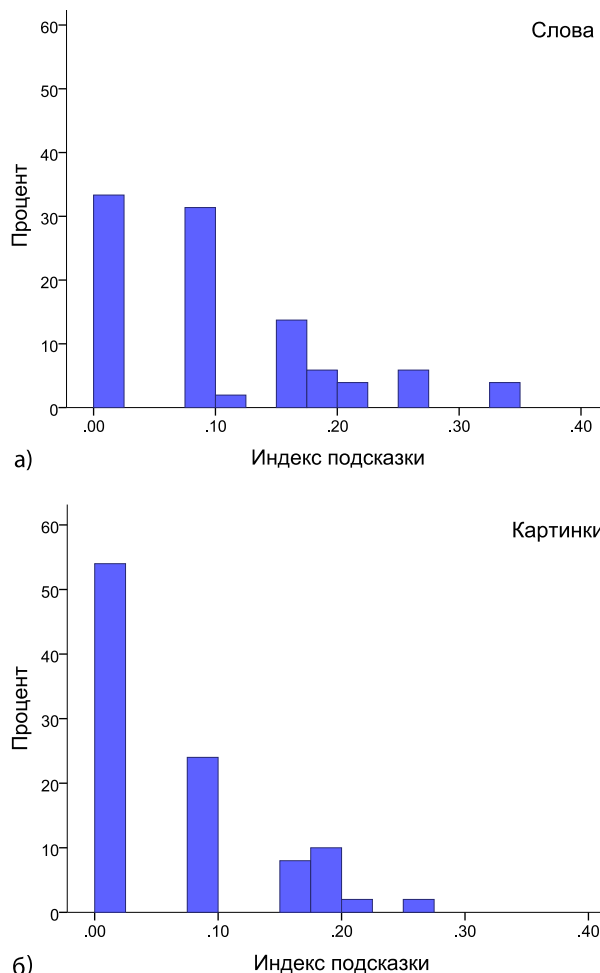 Слова
Процент
60
50
40
30
20
10
0
.00 .10 .20 .30 .40
Индекс подсказки
а)
Картинки
Процент
60
50
40
30
20
10
0
.00 .10 .20 .30 .40
Индекс подсказки
б)